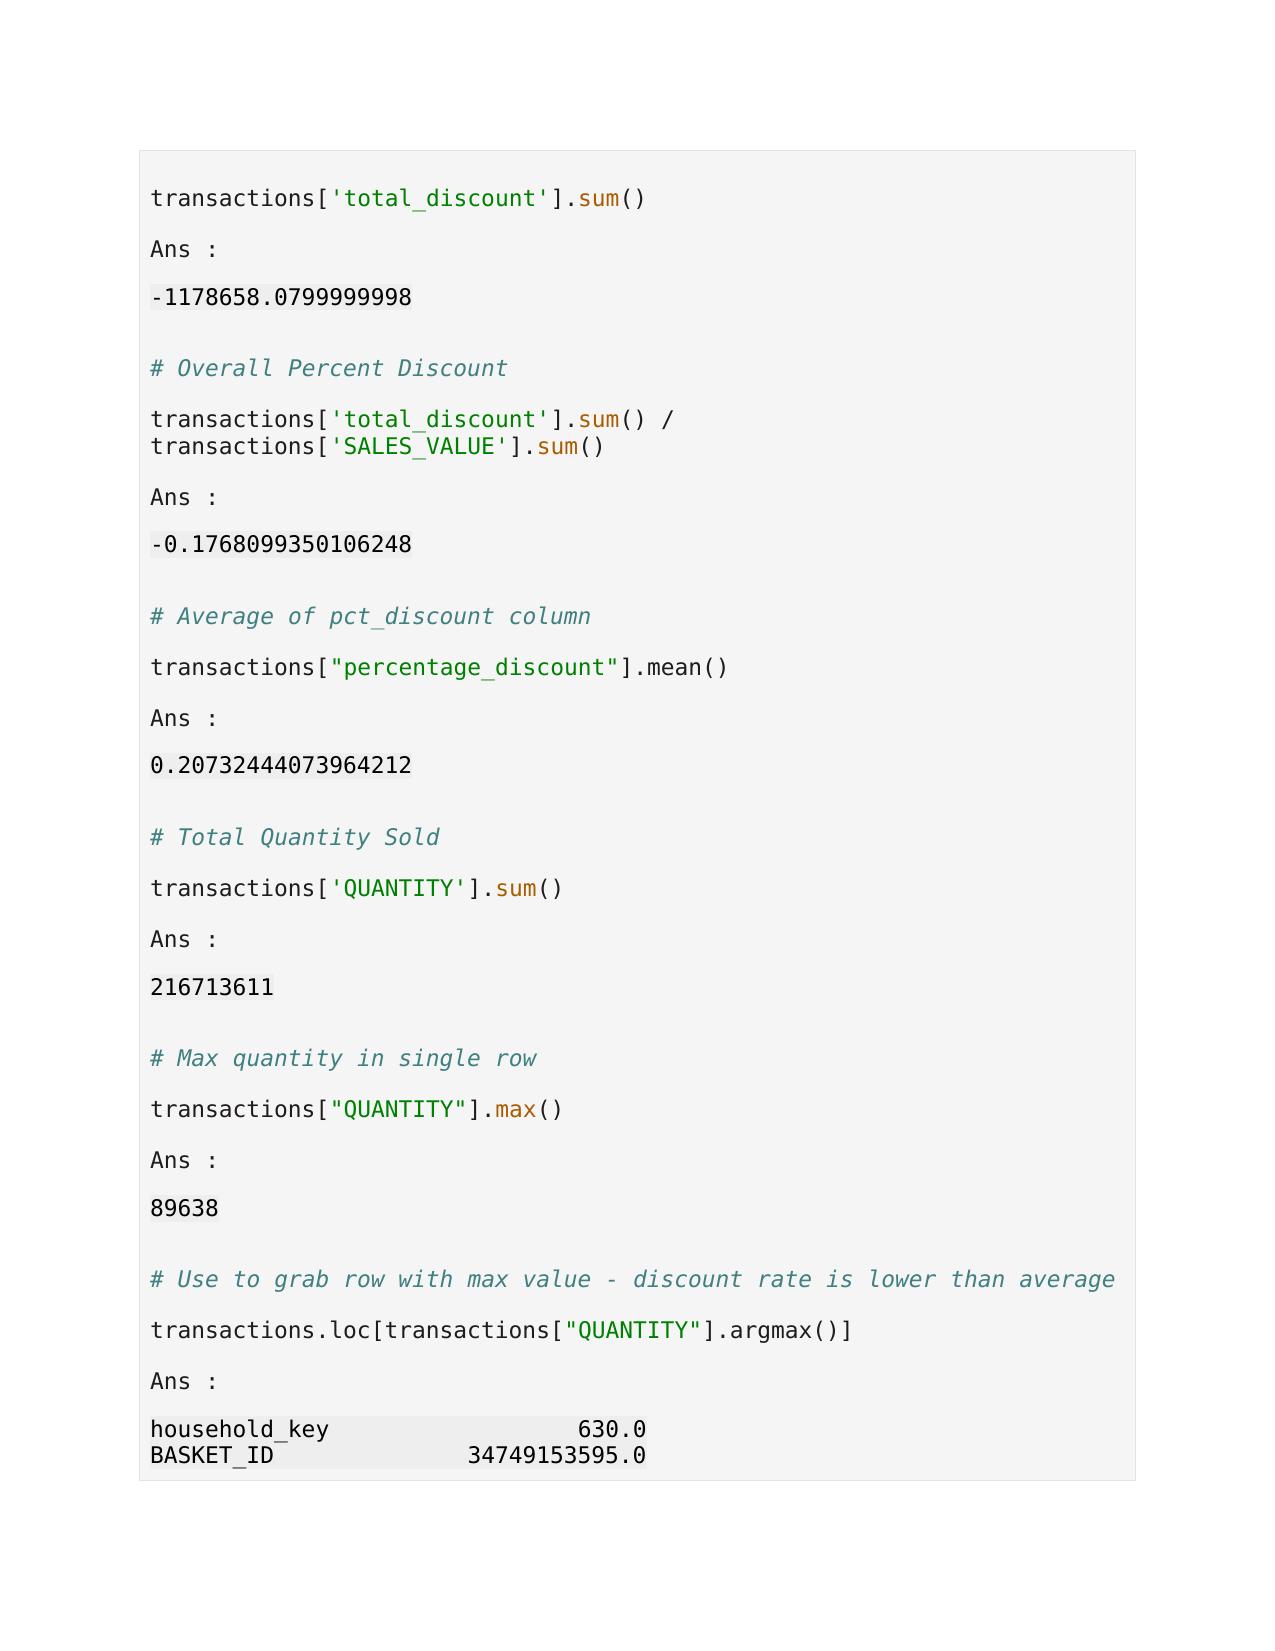 transactions['total_discount'].sum()
Ans :
-1178658.0799999998
# Overall Percent Discount
transactions['total_discount'].sum() /
transactions['SALES_VALUE'].sum()
Ans :
-0.1768099350106248
# Average of pct_discount column
transactions["percentage_discount"].mean()
Ans :
0.20732444073964212
# Total Quantity Sold
transactions['QUANTITY'].sum()
Ans :
216713611
# Max quantity in single row
transactions["QUANTITY"].max()
Ans :
89638
# Use to grab row with max value - discount rate is lower than average
transactions.loc[transactions["QUANTITY"].argmax()]
Ans :
household_key 630.0
BASKET_ID 34749153595.0